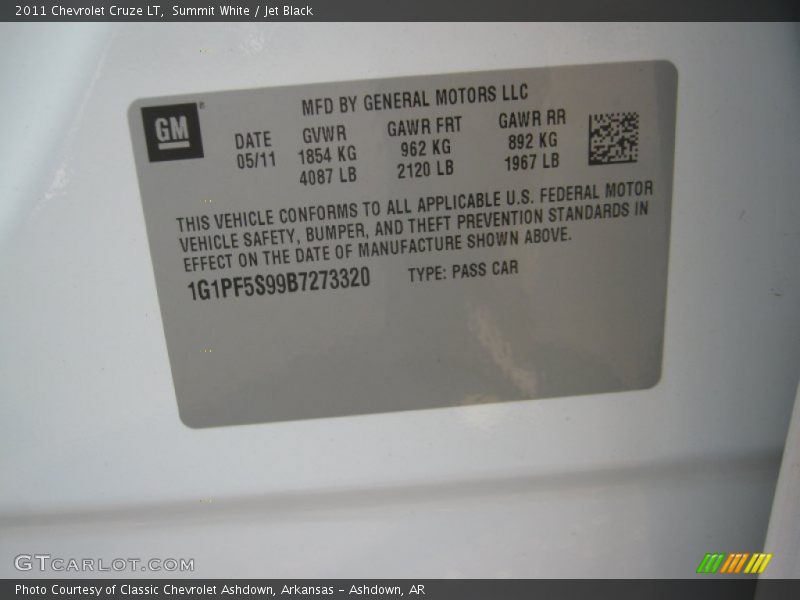 2011 Chevrolet Cruze LT,  Summit White / Jet Black
MFD BY GENERAL MOTORS LLC
GM
DATE GVWR GAWR FRT GAWR RR
05/11 1854 KG 962 KG 892 KG
4087 LB 2120 LB 1967 LB
THIS VEHICLE CONFORMS TO ALL APPLICABLE U.S. FEDERAL MOTOR
VEHICLE SAFETY, BUMPER, AND THEFT PREVENTION STANDARDS IN
EFFECT ON THE DATE OF MANUFACTURE SHOWN ABOVE.
1G1PF5S99B7273320 TYPE: PASS CAR
GTCARLOT.COM
Photo Courtesy of Classic Chevrolet Ashdown, Arkansas - Ashdown, AR